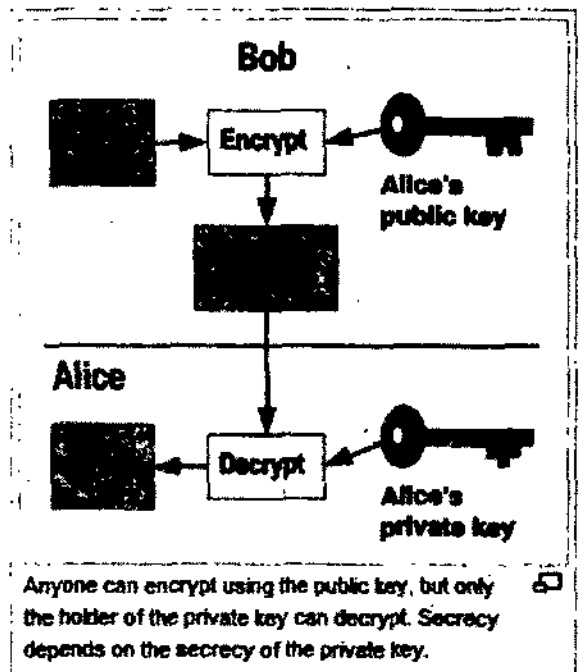 Bob
Encrypt
Alice's
public key
Alice
Decrypt
Alice's
private key
Anyone can encrypt using the public key, but only
the holder of the private key can decrypt. Secrecy
depends on the secrecy of the private key.